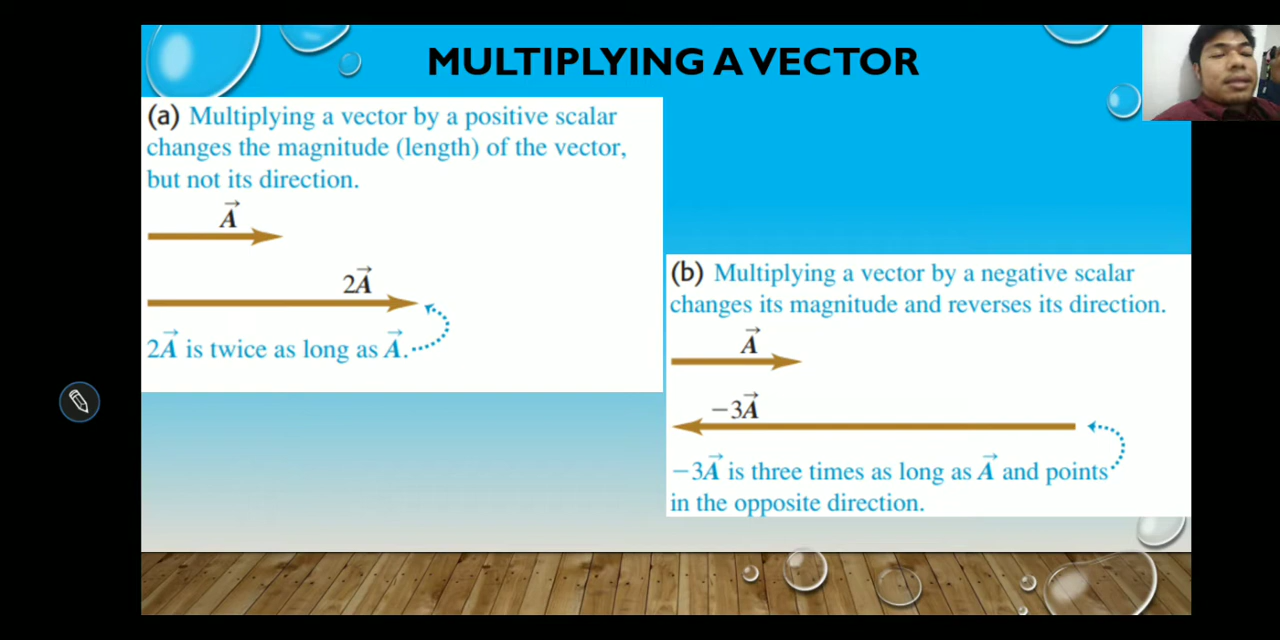 MULTIPLYING A VECTOR
(a) Multiplying a vector by a positive scalar
changes the magnitude (length) of the vector,
but not its direction.
A⃗
2A⃗
2A⃗ is twice as long as A⃗.
(b) Multiplying a vector by a negative scalar
changes its magnitude and reverses its direction.
A⃗
−3A⃗
−3A⃗ is three times as long as A⃗ and points
in the opposite direction.